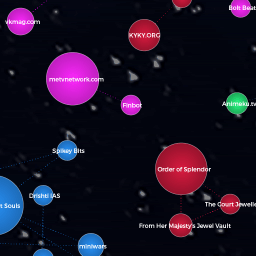 vkmag.com
Bolt Beat
KYKY.ORG
metvnetwork.com
Finbot
Animeku.tv
Spikey Bits
Order of Splendor
Drishti IAS
t Souls
The Court Jewelle
From Her Majesty's Jewel Vault
miniwars